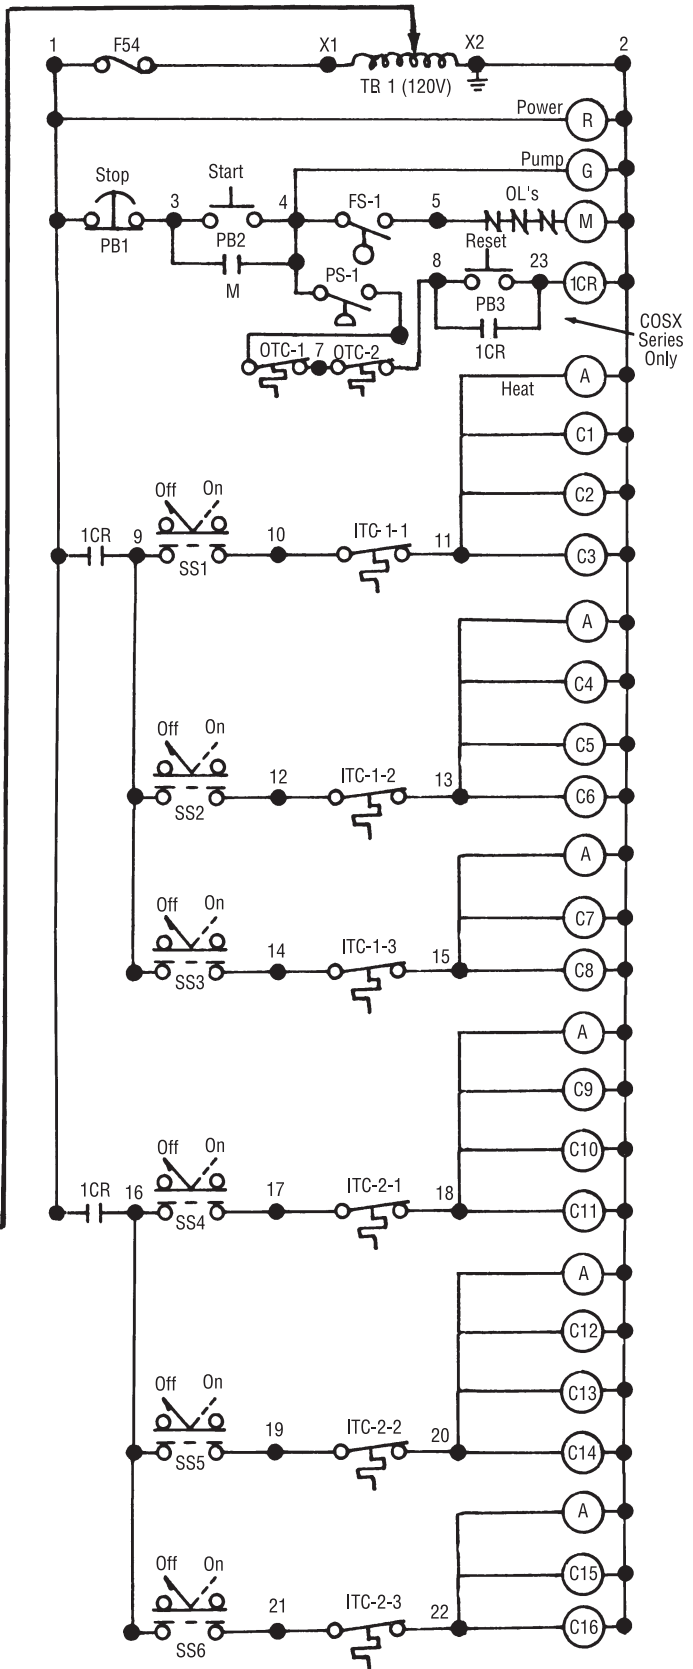 1 F54 X1 X2 2
TB 1 (120V)
Power R
Pump G
Stop Start
3 4 FS-1 5 OL's M
PB1 PB2
M
Reset
PS-1 8 23 1CR
PB3
1CR
COSX
Series
Only
OTC-1 7 OTC-2
Heat A
C1
C2
Off On
1CR 9 10 ITC-1-1 11 C3
SS1
A
C4
Off On C5
12 ITC-1-2 13 C6
SS2
A
Off On C7
14 ITC-1-3 15 C8
SS3
A
C9
Off On C10
1CR 16 17 ITC-2-1 18 C11
SS4
A
C12
Off On C13
19 ITC-2-2 20 C14
SS5
A
Off On C15
21 ITC-2-3 22 C16
SS6